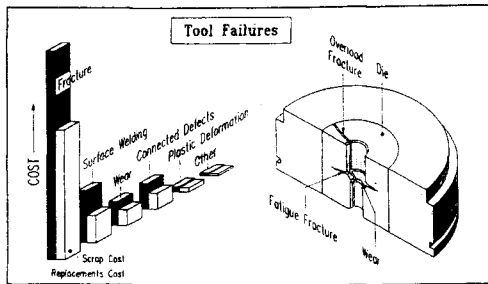 Tool Failures
Fracture
Surface Welding
Wear
Connected Defects
Plastic Deformation
Other
COST
Scrap Cost
Replacements Cost
Overload
Fracture
Die
Fatigue Fracture
Wear